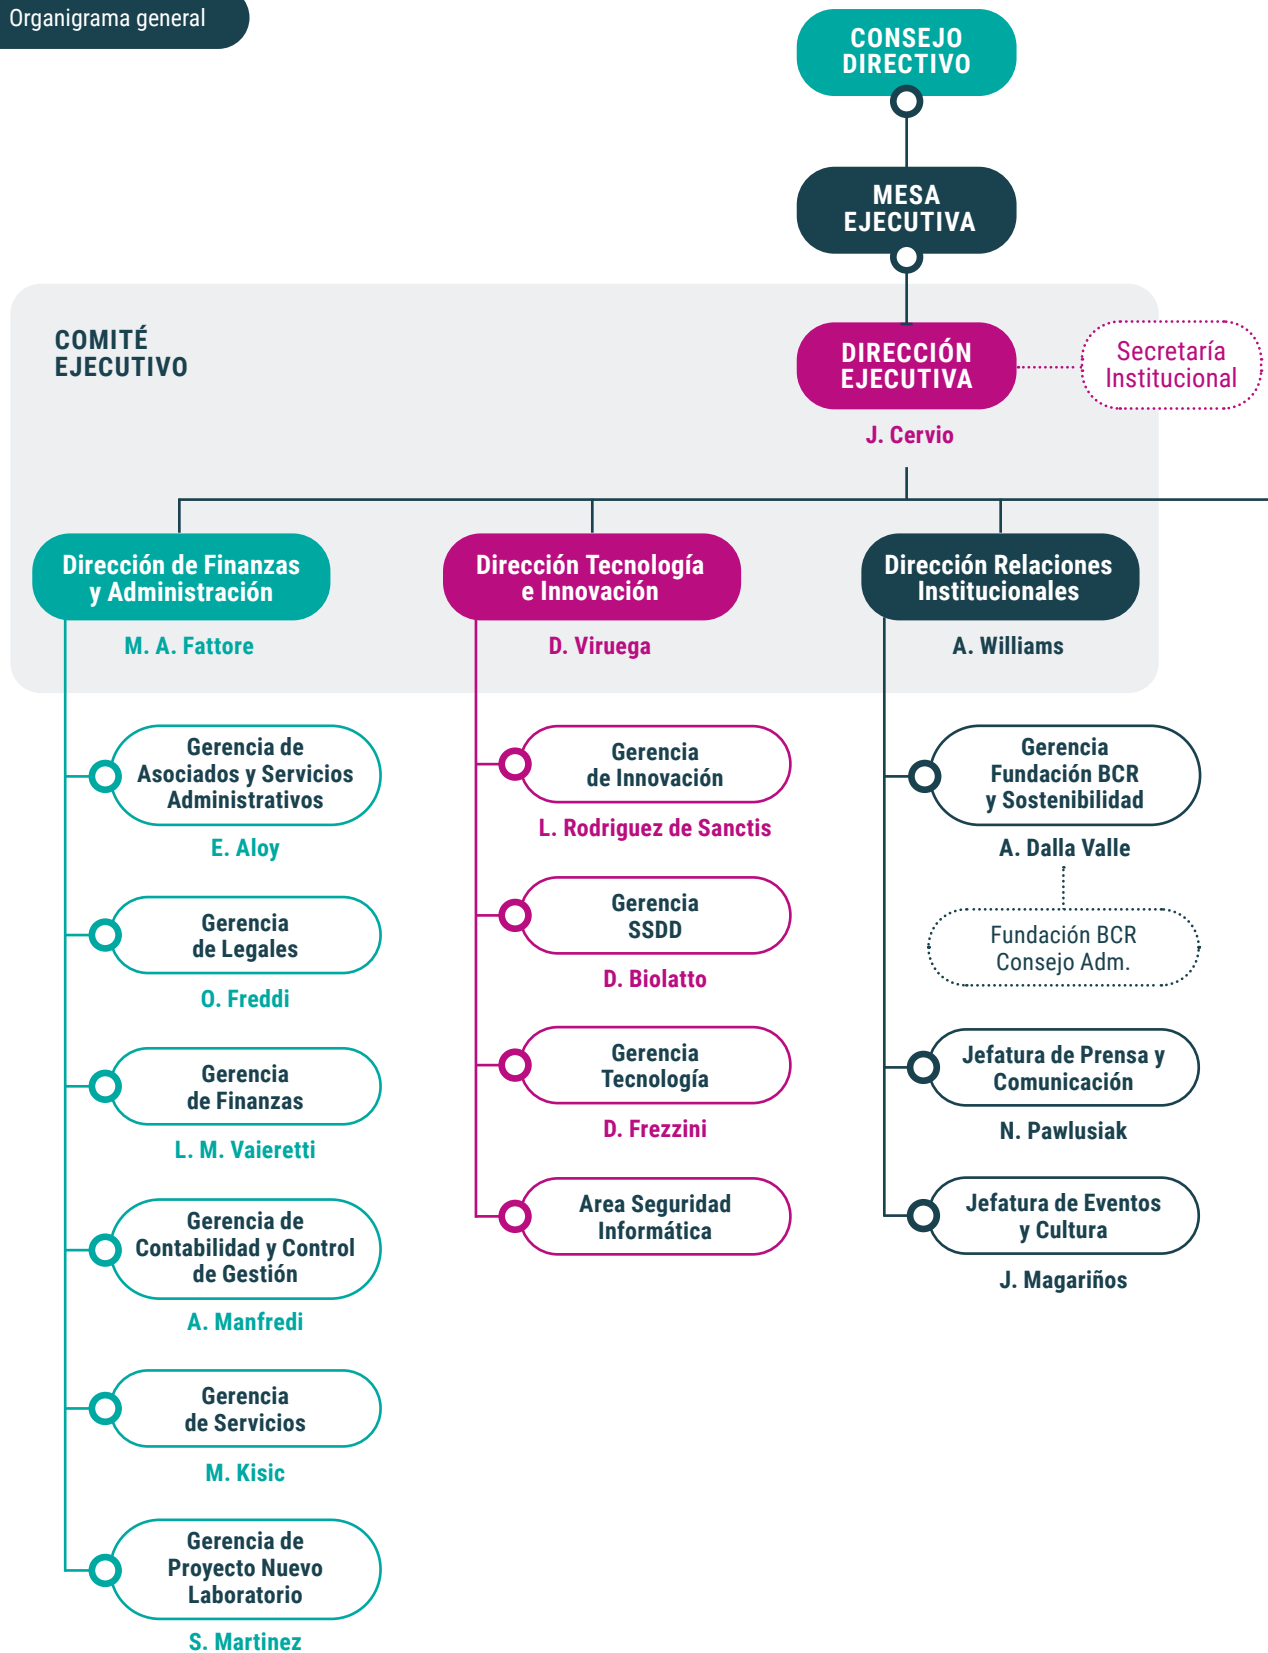 Organigrama general
CONSEJO
DIRECTIVO
MESA
EJECUTIVA
COMITÉ
EJECUTIVO
DIRECCIÓN
EJECUTIVA
J. Cervio
Secretaría
Institucional
Dirección de Finanzas
y Administración
M. A. Fattore
Gerencia de
Asociados y Servicios
Administrativos
E. Aloy
Gerencia
de Legales
O. Freddi
Gerencia
de Finanzas
L. M. Vaieretti
Gerencia de
Contabilidad y Control
de Gestión
A. Manfredi
Gerencia
de Servicios
M. Kisic
Gerencia de
Proyecto Nuevo
Laboratorio
S. Martinez
Dirección Tecnología
e Innovación
D. Viruega
Gerencia
de Innovación
L. Rodriguez de Sanctis
Gerencia
SSDD
D. Biolatto
Gerencia
Tecnología
D. Frezzini
Area Seguridad
Informática
Dirección Relaciones
Institucionales
A. Williams
Gerencia
Fundación BCR
y Sostenibilidad
A. Dalla Valle
Fundación BCR
Consejo Adm.
Jefatura de Prensa y
Comunicación
N. Pawlusiak
Jefatura de Eventos
y Cultura
J. Magariños